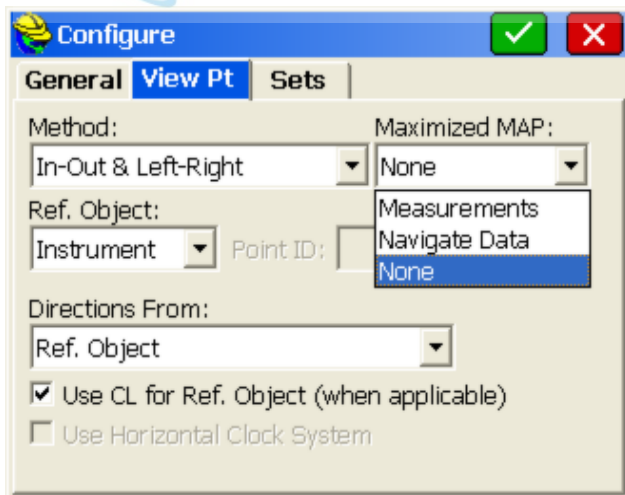 Configure
General View Pt Sets
Method: Maximized MAP:
In-Out & Left-Right None
Ref. Object: Measurements
Instrument Point ID: Navigate Data
None
Directions From:
Ref. Object
Use CL for Ref. Object (when applicable)
Use Horizontal Clock System